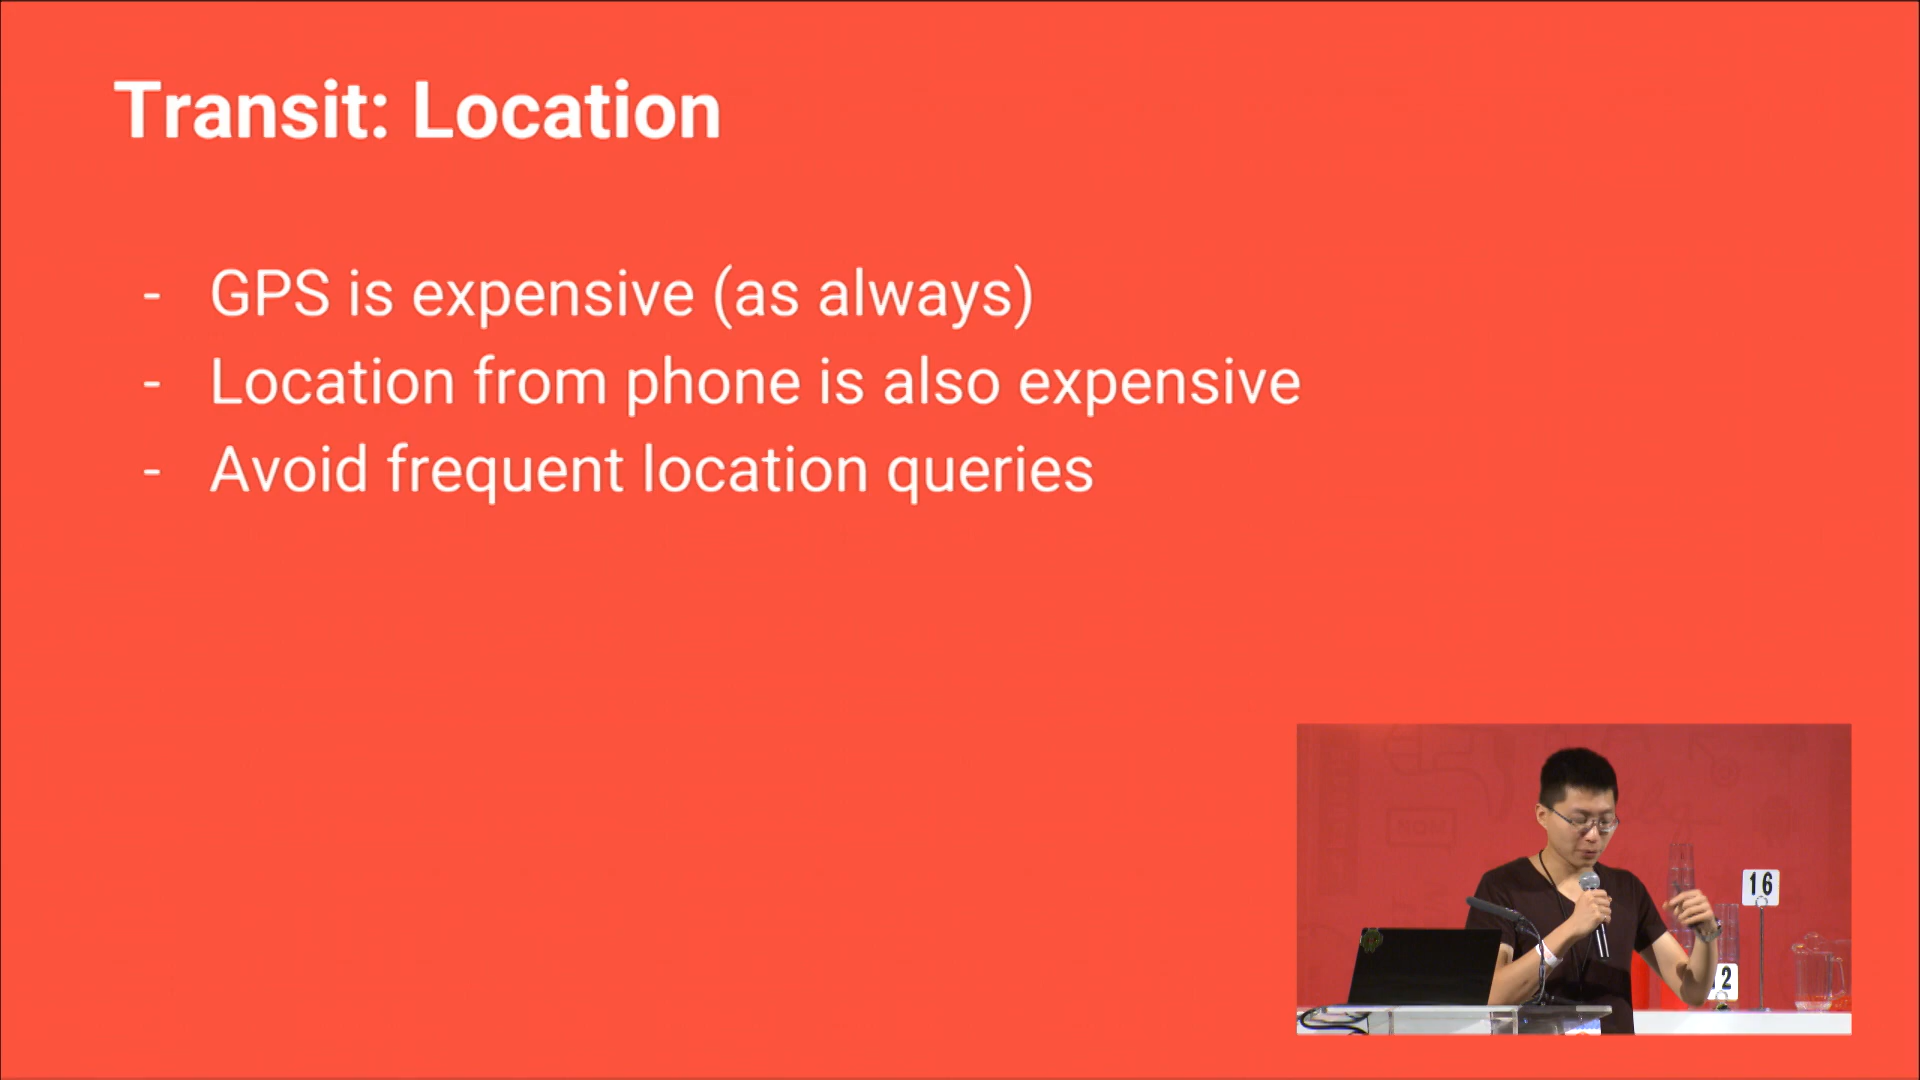 Transit: Location
- GPS is expensive (as always)
- Location from phone is also expensive
- Avoid frequent location queries
16
2